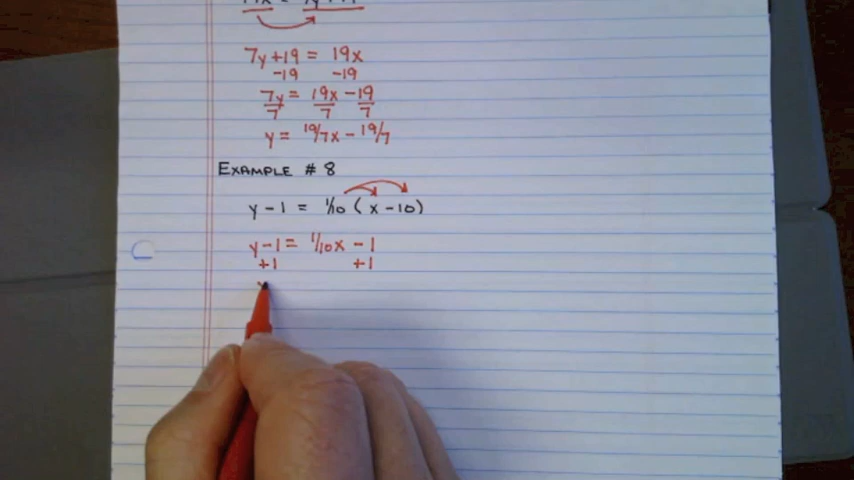 7y+19 = 19x
-19 -19
7y = 19x -19
7 7 7
y = 19/7x - 19/7
EXAMPLE # 8
y - 1 = 1/10 ( x - 10)
y - 1 = 1/10x - 1
+1 +1